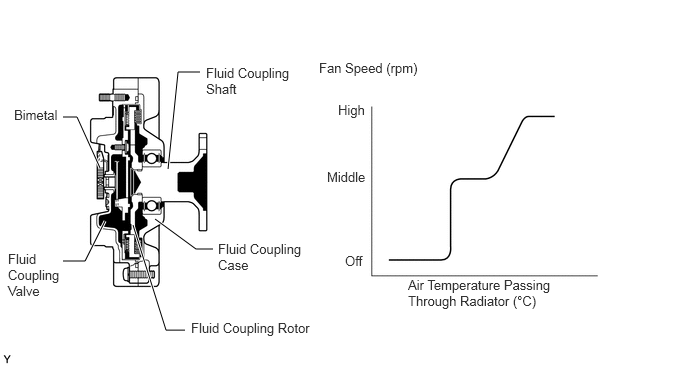 Fluid Coupling
Shaft
Bimetal
Fluid
Coupling
Valve
Fluid Coupling
Case
Fluid Coupling Rotor
Fan Speed (rpm)
High
Middle
Off
Air Temperature Passing
Through Radiator (°C)
Y